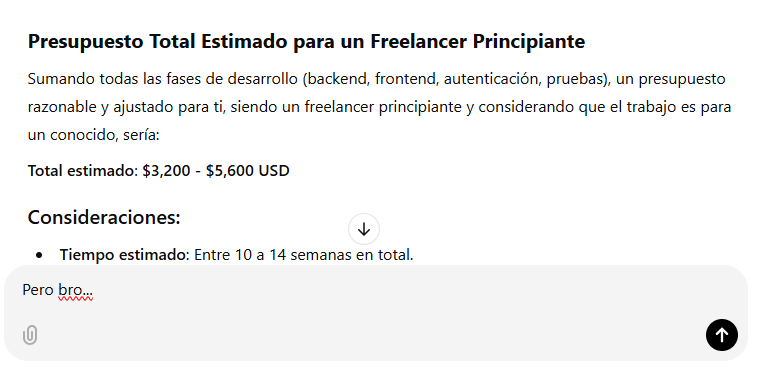 Presupuesto Total Estimado para un Freelancer Principiante
Sumando todas las fases de desarrollo (backend, frontend, autenticación, pruebas), un presupuesto
razonable y ajustado para ti, siendo un freelancer principiante y considerando que el trabajo es para
un conocido, sería:
Total estimado: $3,200 - $5,600 USD
Consideraciones:
• Tiempo estimado: Entre 10 a 14 semanas en total.
Pero bro...